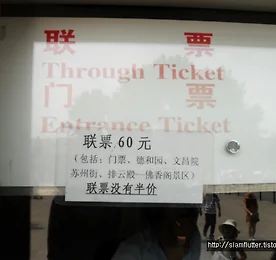 联 票
Through Ticket
门 票
Entrance Ticket
联票 60 元
(包括：门票、德和园、文昌院
苏州街、排云殿—佛香阁景区)
联票没有半价
http://siamflutter.tisto